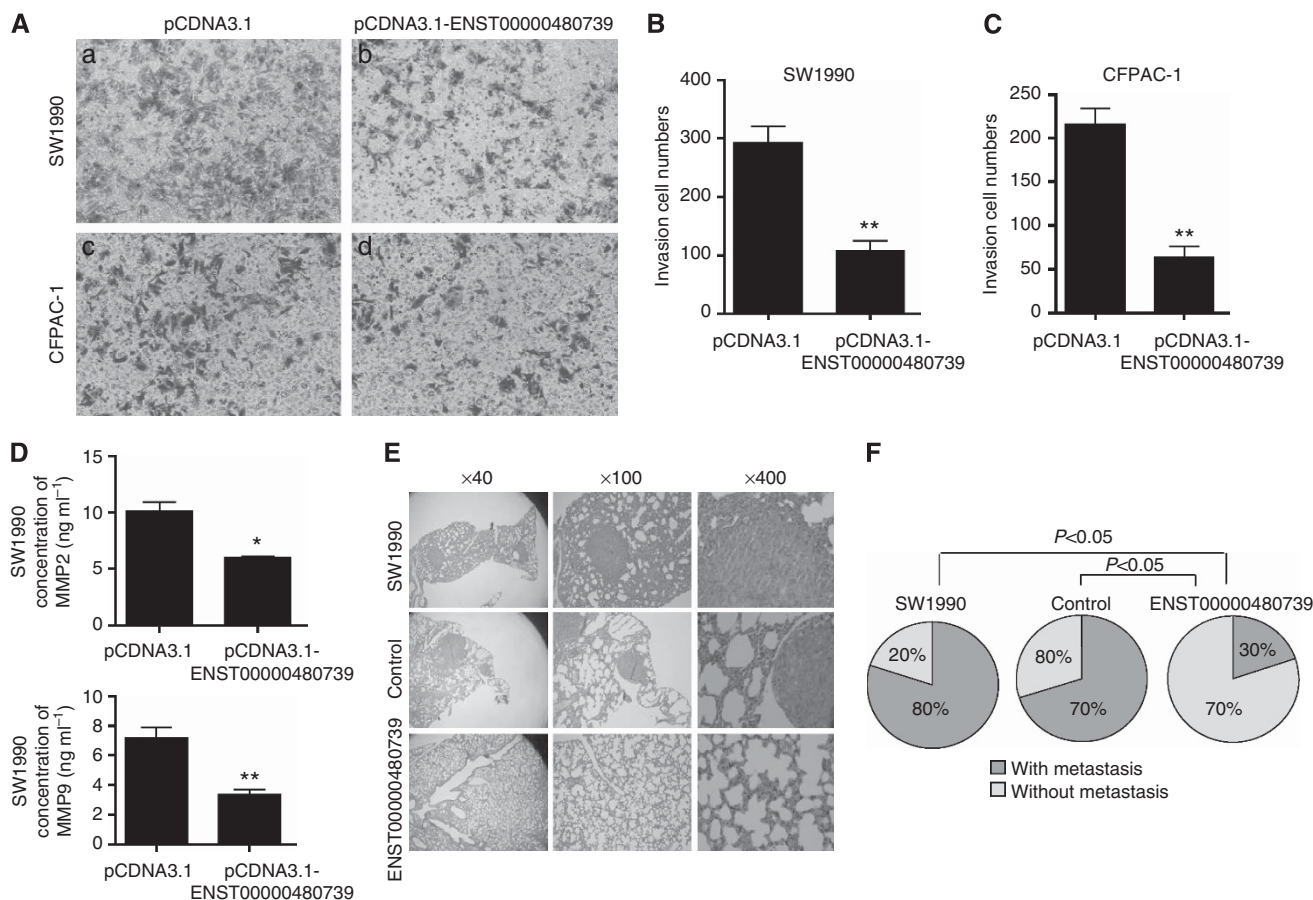 A
pCDNA3.1
pCDNA3.1-ENST00000480739
SW1990
CFPAC-1
a
b
c
d
B
SW1990
Invasion cell numbers
400
300
200
100
0
**
pCDNA3.1
pCDNA3.1-
ENST00000480739
C
CFPAC-1
Invasion cell numbers
250
200
150
100
50
0
**
pCDNA3.1
pCDNA3.1-
ENST00000480739
D
SW1990
concentration of
MMP2 (ng ml⁻¹)
15
10
5
0
*
pCDNA3.1
pCDNA3.1-
ENST00000480739
SW1990
concentration of
MMP9 (ng ml⁻¹)
10
8
6
4
2
0
**
pCDNA3.1
pCDNA3.1-
ENST00000480739
E
×40
×100
×400
SW1990
Control
ENST00000480739
F
P<0.05
P<0.05
SW1990
Control
ENST00000480739
20%
80%
80%
70%
30%
70%
With metastasis
Without metastasis